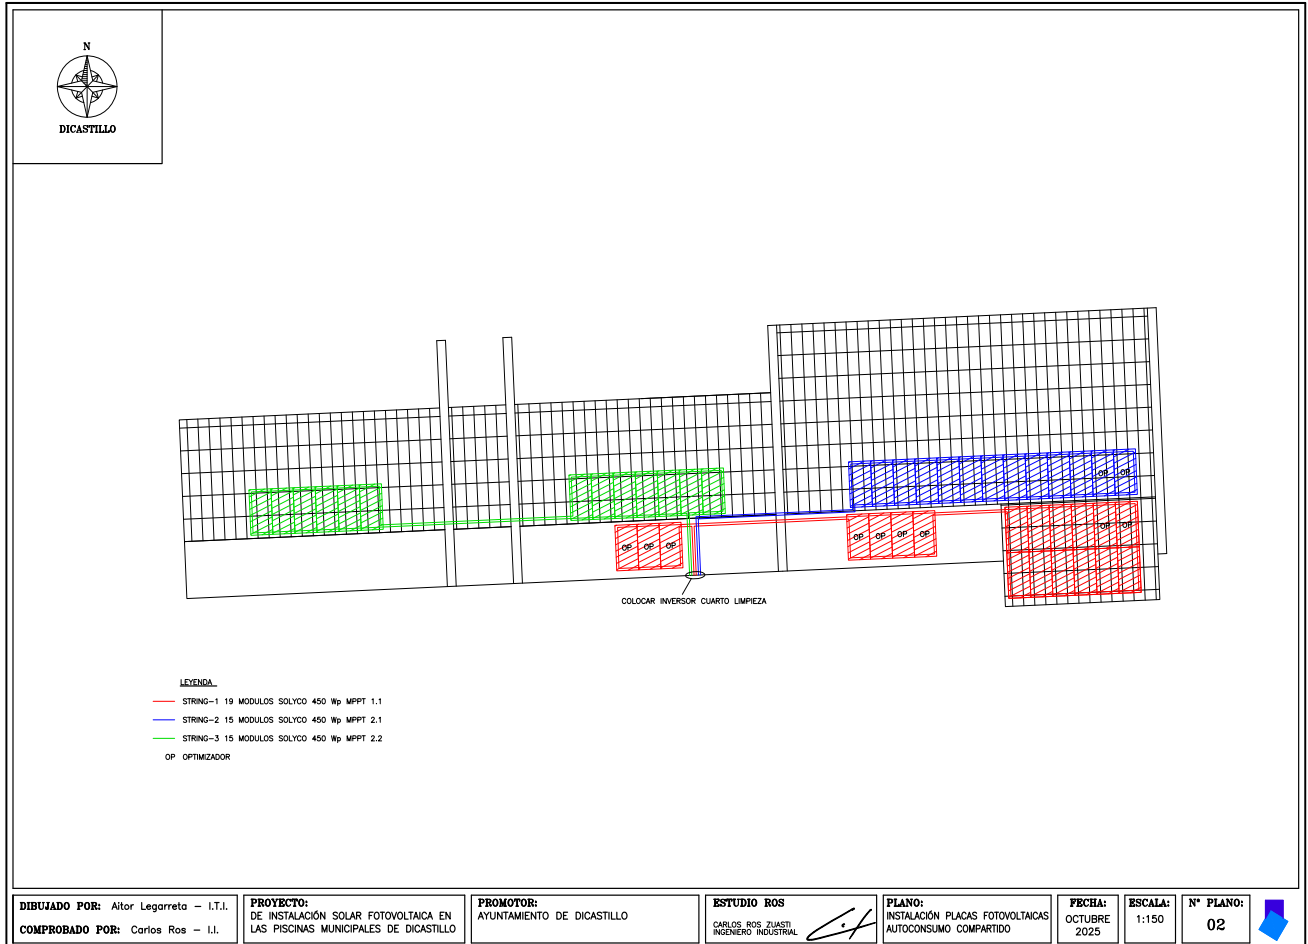 N
DICASTILLO
OP OP
OP OP
OP OP OP OP
OP OP OP
COLOCAR INVERSOR CUARTO LIMPIEZA
LEYENDA
STRING-1 19 MODULOS SOLYCO 450 Wp MPPT 1.1
STRING-2 15 MODULOS SOLYCO 450 Wp MPPT 2.1
STRING-3 15 MODULOS SOLYCO 450 Wp MPPT 2.2
OP OPTIMIZADOR
DIBUJADO POR: Aitor Legarreta - I.T.I.
COMPROBADO POR: Carlos Ros - I.I.
PROYECTO:
DE INSTALACIÓN SOLAR FOTOVOLTAICA EN
LAS PISCINAS MUNICIPALES DE DICASTILLO
PROMOTOR:
AYUNTAMIENTO DE DICASTILLO
ESTUDIO ROS
CARLOS ROS ZUASTI
INGENIERO INDUSTRIAL
PLANO:
INSTALACIÓN PLACAS FOTOVOLTAICAS
AUTOCONSUMO COMPARTIDO
FECHA:
OCTUBRE
2025
ESCALA:
1:150
Nº PLANO:
02